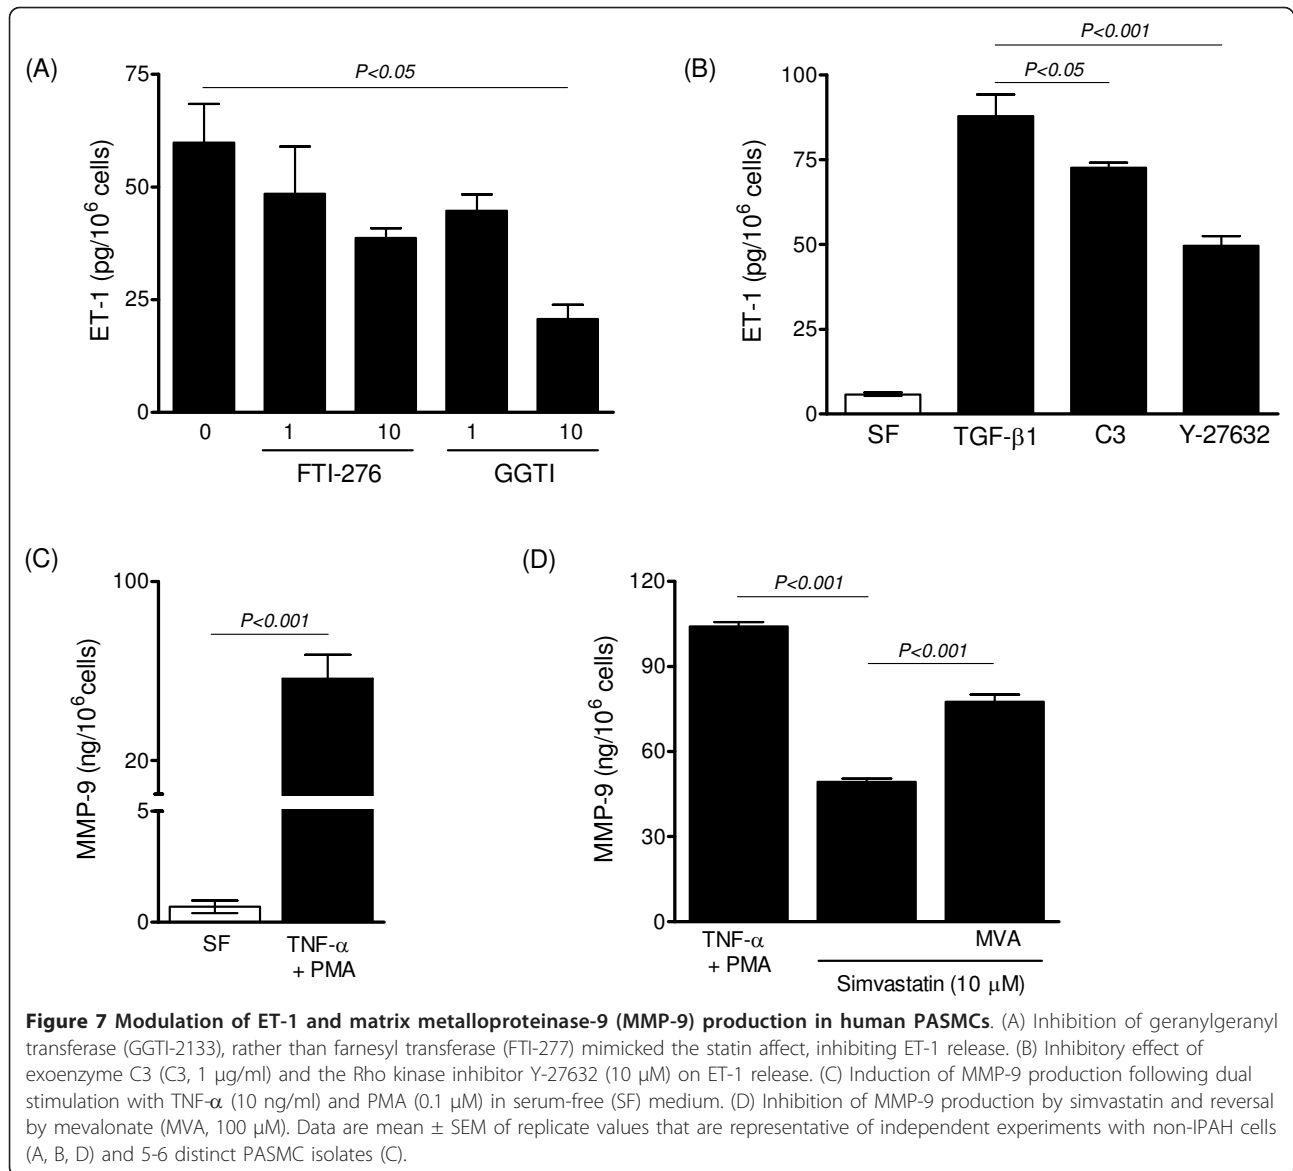 (A)
P<0.05
75
50
25
0
ET-1 (pg/10⁶ cells)
0 1 10 1 10
FTI-276 GGTI
(B)
P<0.001
P<0.05
100
75
50
25
0
ET-1 (pg/10⁶ cells)
SF TGF-β1 C3 Y-27632
(C)
100
20
5
0
P<0.001
MMP-9 (ng/10⁶cells)
SF TNF-α
+ PMA
(D)
120
90
60
30
0
P<0.001
P<0.001
MMP-9 (ng/10⁶ cells)
TNF-α MVA
+ PMA
Simvastatin (10 μM)
Figure 7 Modulation of ET-1 and matrix metalloproteinase-9 (MMP-9) production in human PASMCs. (A) Inhibition of geranylgeranyl
transferase (GGTI-2133), rather than farnesyl transferase (FTI-277) mimicked the statin affect, inhibiting ET-1 release. (B) Inhibitory effect of
exoenzyme C3 (C3, 1 μg/ml) and the Rho kinase inhibitor Y-27632 (10 μM) on ET-1 release. (C) Induction of MMP-9 production following dual
stimulation with TNF-α (10 ng/ml) and PMA (0.1 μM) in serum-free (SF) medium. (D) Inhibition of MMP-9 production by simvastatin and reversal
by mevalonate (MVA, 100 μM). Data are mean ± SEM of replicate values that are representative of independent experiments with non-IPAH cells
(A, B, D) and 5-6 distinct PASMC isolates (C).